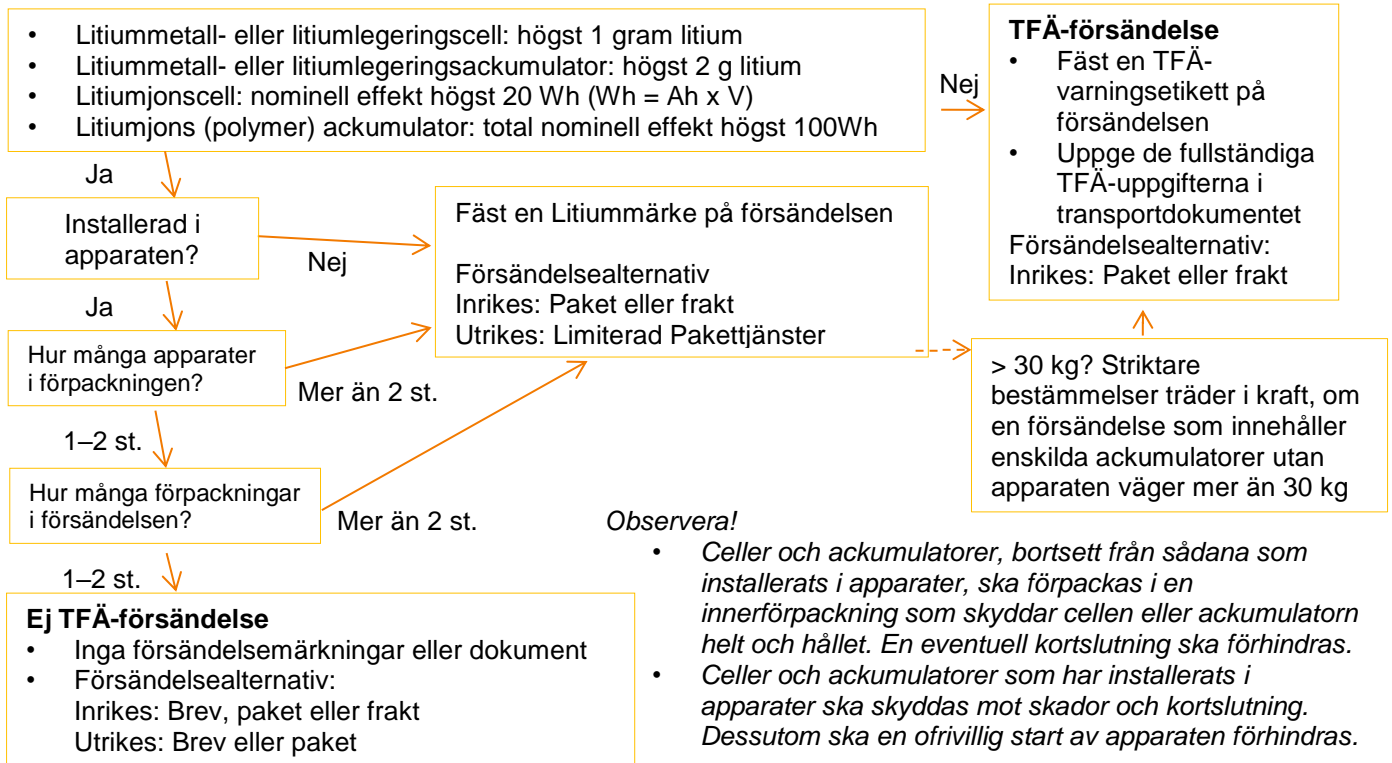 • Litiummetall- eller litiumlegeringscell: högst 1 gram litium
• Litiummetall- eller litiumlegeringsackumulator: högst 2 g litium
• Litiumjonscell: nominell effekt högst 20 Wh (Wh = Ah x V)
• Litiumjons (polymer) ackumulator: total nominell effekt högst 100Wh
Nej
TFÄ-försändelse
• Fäst en TFÄ-
varningsetikett på
försändelsen
• Uppge de fullständiga
TFÄ-uppgifterna i
transportdokumentet
Försändelsealternativ:
Inrikes: Paket eller frakt
Ja
Installerad i
apparaten?
Nej
Fäst en Litiummärke på försändelsen
Försändelsealternativ
Inrikes: Paket eller frakt
Utrikes: Limiterad Pakettjänster
Ja
Hur många apparater
i förpackningen?
Mer än 2 st.
> 30 kg? Striktare
bestämmelser träder i kraft, om
en försändelse som innehåller
enskilda ackumulatorer utan
apparaten väger mer än 30 kg
1–2 st.
Hur många förpackningar
i försändelsen?
Mer än 2 st.
1–2 st.
Ej TFÄ-försändelse
• Inga försändelsemärkningar eller dokument
• Försändelsealternativ:
Inrikes: Brev, paket eller frakt
Utrikes: Brev eller paket
Observera!
• Celler och ackumulatorer, bortsett från sådana som
installerats i apparater, ska förpackas i en
innerförpackning som skyddar cellen eller ackumulatorn
helt och hållet. En eventuell kortslutning ska förhindras.
• Celler och ackumulatorer som har installerats i
apparater ska skyddas mot skador och kortslutning.
Dessutom ska en ofrivillig start av apparaten förhindras.